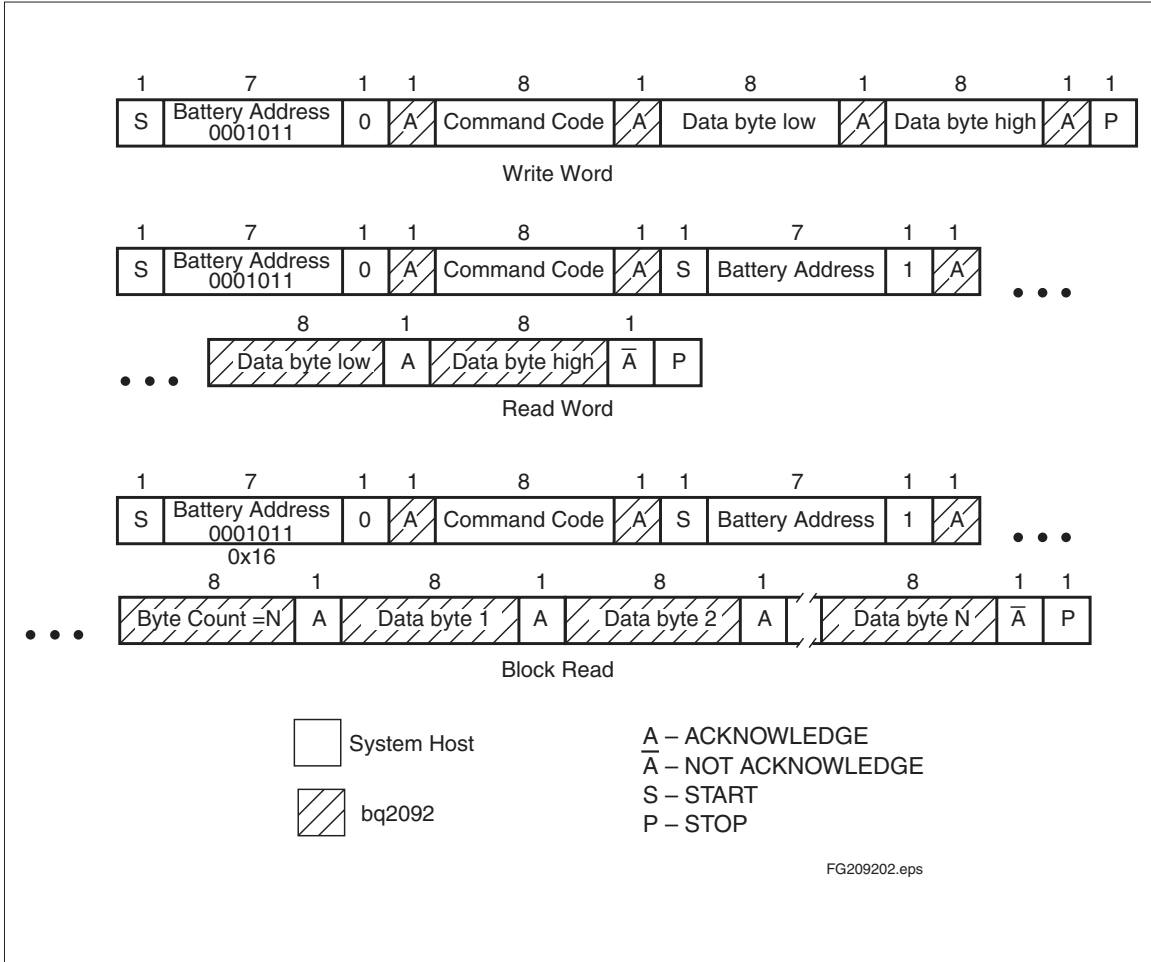 1 7 1 1 8 1 8 1 8 1 1
S Battery Address 0 A Command Code A Data byte low A Data byte high A P
0001011
Write Word
1 7 1 1 8 1 1 7 1 1
S Battery Address 0 A Command Code A S Battery Address 1 A
0001011
• • •
8 1 8 1
• • • Data byte low A Data byte high A̅ P
Read Word
1 7 1 1 8 1 1 7 1 1
S Battery Address 0 A Command Code A S Battery Address 1 A
0001011
• • •
0x16
8 1 8 1 8 1 8 1 1
• • • Byte Count =N A Data byte 1 A Data byte 2 A Data byte N A̅ P
Block Read
System Host
bq2092
A – ACKNOWLEDGE
A̅ – NOT ACKNOWLEDGE
S – START
P – STOP
FG209202.eps